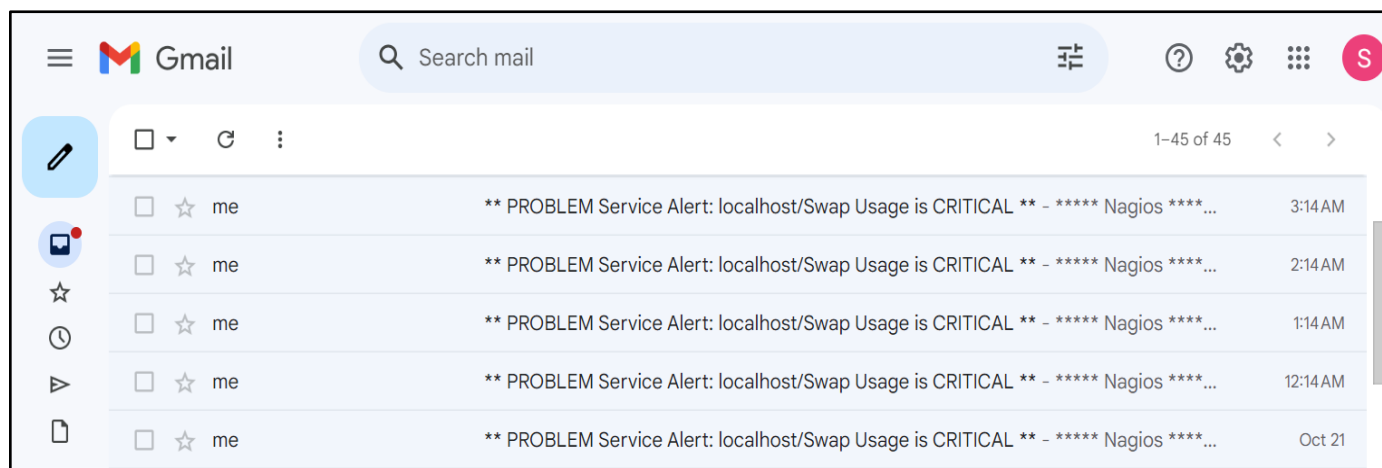 Gmail
Search mail
S
1–45 of 45
me ** PROBLEM Service Alert: localhost/Swap Usage is CRITICAL ** - ***** Nagios ****... 3:14 AM
me ** PROBLEM Service Alert: localhost/Swap Usage is CRITICAL ** - ***** Nagios ****... 2:14 AM
me ** PROBLEM Service Alert: localhost/Swap Usage is CRITICAL ** - ***** Nagios ****... 1:14 AM
me ** PROBLEM Service Alert: localhost/Swap Usage is CRITICAL ** - ***** Nagios ****... 12:14 AM
me ** PROBLEM Service Alert: localhost/Swap Usage is CRITICAL ** - ***** Nagios ****... Oct 21